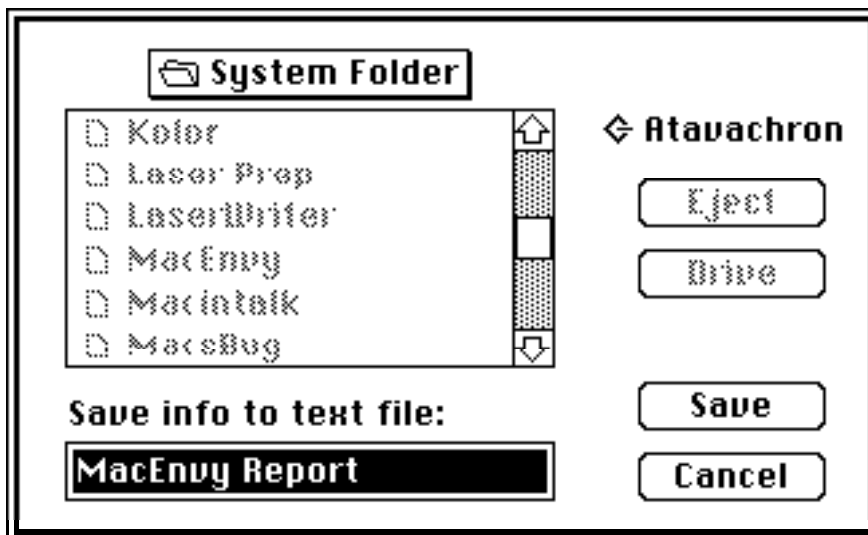 System Folder
Kolor
Laser Prep
LaserWriter
MacEnvy
Macintalk
MacsBug
Atavachron
Eject
Drive
Save info to text file:
MacEnvy Report
Save
Cancel